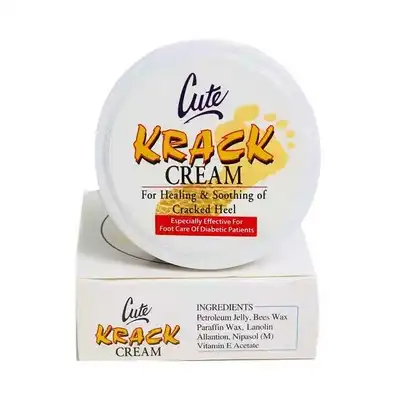 Cute
KRACK
CREAM
For Healing & Soothing of
Cracked Heel
Especially Effective For
Foot Care Of Diabetic Patients
Cute
KRACK
CREAM
INGREDIENTS
Petroleum Jelly, Bees Wax
Paraffin Wax, Lanolin
Allantion, Nipasol (M)
Vitamin E Acetate